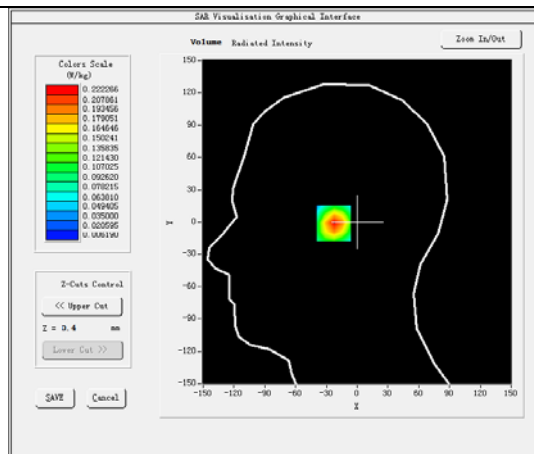 SAR Visualisation Graphical Interface
Volume Radiated Intensity
Zoom In/Out
Colors Scale
(W/kg)
0.222266
0.207861
0.193456
0.179051
0.164646
0.150241
0.135835
0.121430
0.107025
0.092620
0.078215
0.063810
0.049405
0.035000
0.020595
0.006190
Z-Cuts Control
<< Upper Cut
Z = 0.4 mm
Lower Cut >>
SAVE Cancel
150
120
90
60
30
0
-30
-60
-90
-120
-150
Y
-150 -120 -90 -60 -30 0 30 60 90 120 150
X